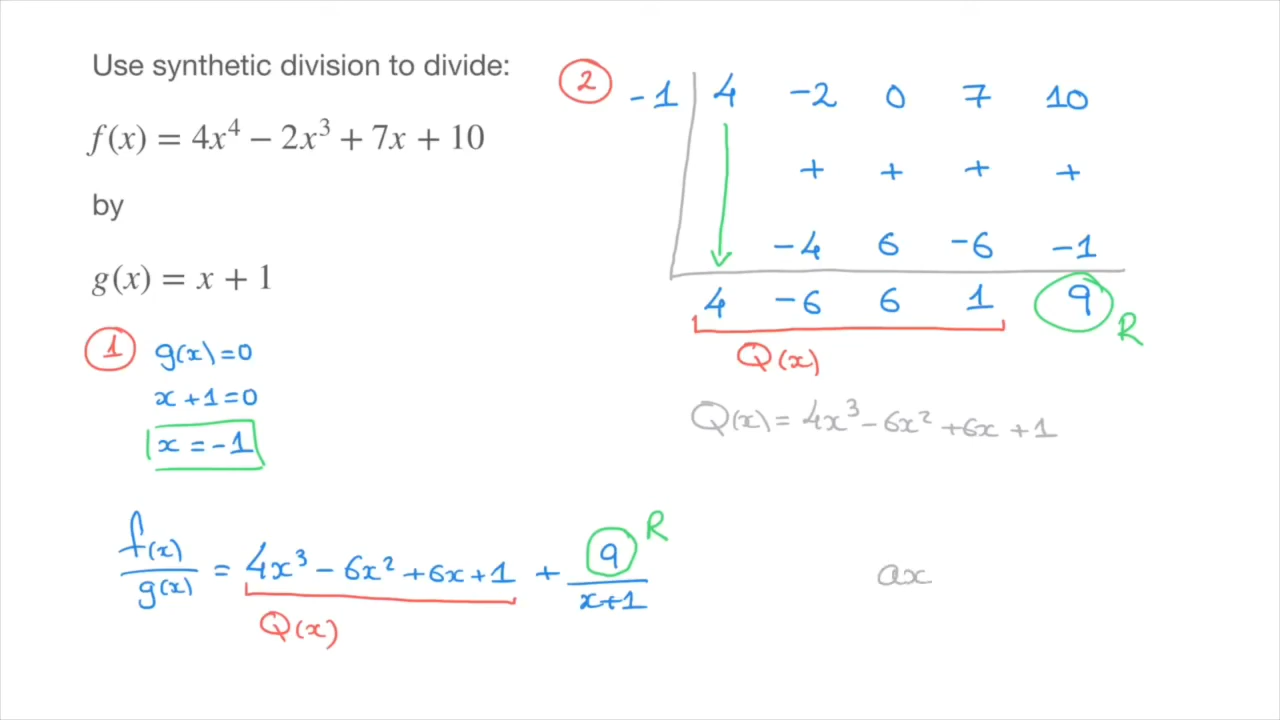 Use synthetic division to divide:
f(x) = 4x⁴ − 2x³ + 7x + 10
by
g(x) = x + 1
① g(x)=0
x+1=0
x=-1
② -1 | 4 -2 0 7 10
+ + + +
-4 6 -6 -1
4 -6 6 1 9 R
Q(x)
Q(x)= 4x³ - 6x² + 6x + 1
f(x)/g(x) = 4x³ - 6x² + 6x + 1 + 9/(x+1) R
Q(x)
ax